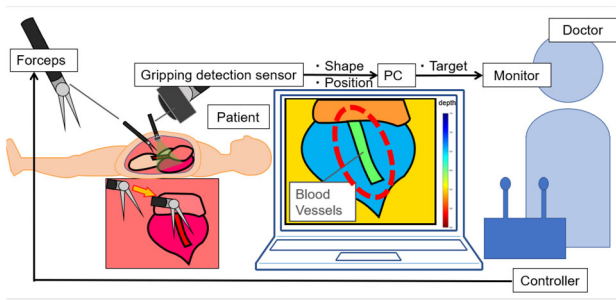 Doctor
Forceps
Gripping detection sensor
・Shape
・Position
PC
・Target
Monitor
Patient
depth
Blood
Vessels
Controller